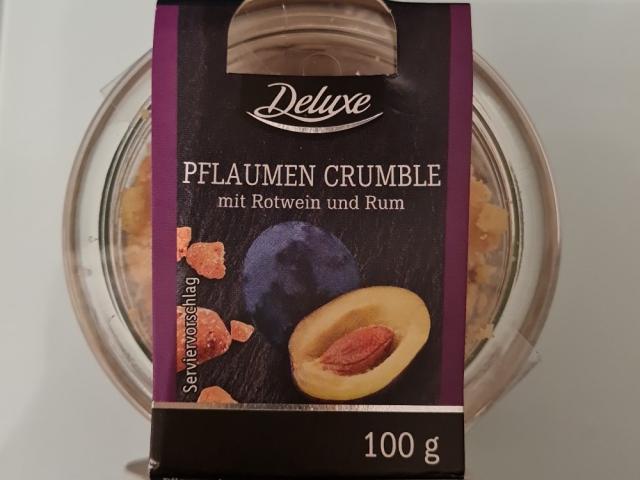 Deluxe
PFLAUMEN CRUMBLE
mit Rotwein und Rum
Serviervorschlag
100 g